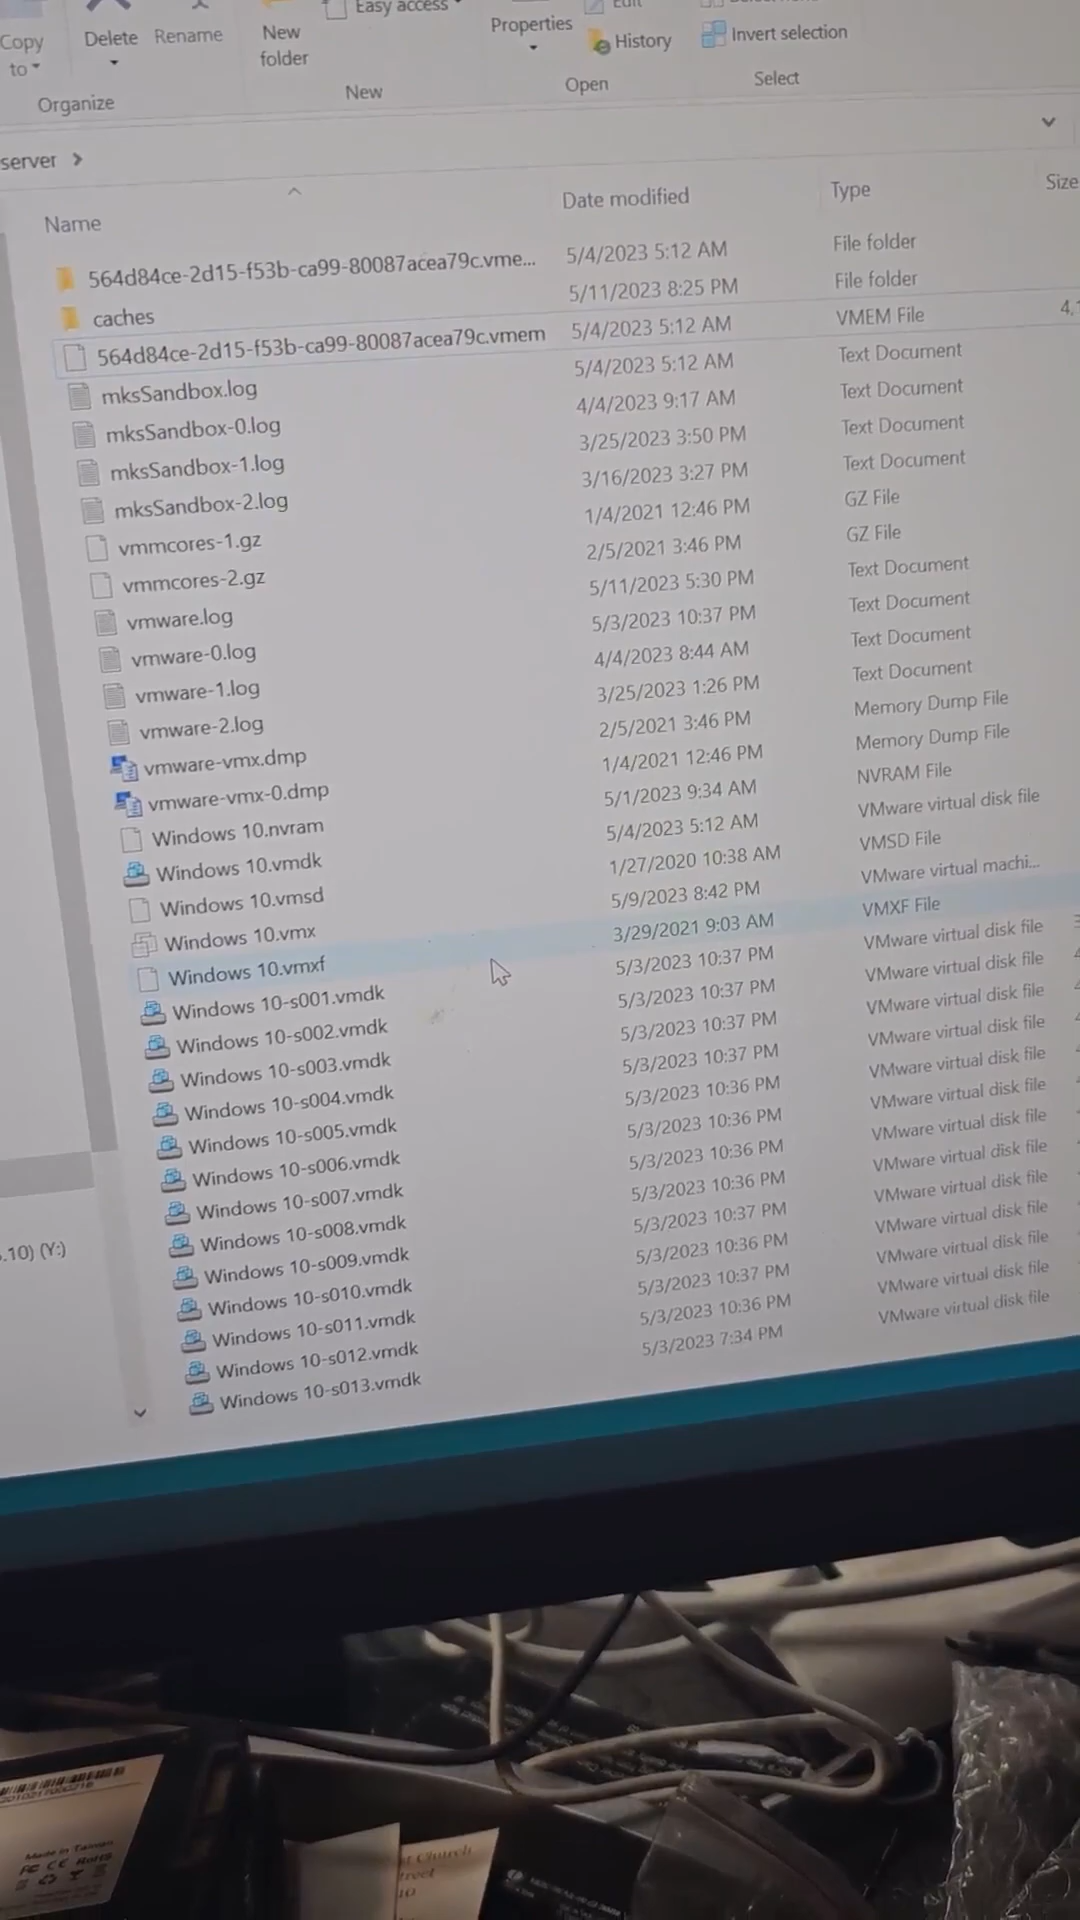 Easy access
Edit
Copy to
Delete
Rename
New folder
Properties
History
Invert selection
Organize
New
Open
Select
server >
Name
Date modified
Type
Size
564d84ce-2d15-f53b-ca99-80087acea79c.vme... 5/4/2023 5:12 AM File folder
caches 5/11/2023 8:25 PM File folder
564d84ce-2d15-f53b-ca99-80087acea79c.vmem 5/4/2023 5:12 AM VMEM File 4,
mksSandbox.log 5/4/2023 5:12 AM Text Document
mksSandbox-0.log 4/4/2023 9:17 AM Text Document
mksSandbox-1.log 3/25/2023 3:50 PM Text Document
mksSandbox-2.log 3/16/2023 3:27 PM Text Document
vmmcores-1.gz 1/4/2021 12:46 PM GZ File
vmmcores-2.gz 2/5/2021 3:46 PM GZ File
vmware.log 5/11/2023 5:30 PM Text Document
vmware-0.log 5/3/2023 10:37 PM Text Document
vmware-1.log 4/4/2023 8:44 AM Text Document
vmware-2.log 3/25/2023 1:26 PM Text Document
vmware-vmx.dmp 2/5/2021 3:46 PM Memory Dump File
vmware-vmx-0.dmp 1/4/2021 12:46 PM Memory Dump File
Windows 10.nvram 5/1/2023 9:34 AM NVRAM File
Windows 10.vmdk 5/4/2023 5:12 AM VMware virtual disk file
Windows 10.vmsd 1/27/2020 10:38 AM VMSD File
Windows 10.vmx 5/9/2023 8:42 PM VMware virtual machi...
Windows 10.vmxf 3/29/2021 9:03 AM VMXF File
Windows 10-s001.vmdk 5/3/2023 10:37 PM VMware virtual disk file
Windows 10-s002.vmdk 5/3/2023 10:37 PM VMware virtual disk file
Windows 10-s003.vmdk 5/3/2023 10:37 PM VMware virtual disk file
Windows 10-s004.vmdk 5/3/2023 10:37 PM VMware virtual disk file
Windows 10-s005.vmdk 5/3/2023 10:36 PM VMware virtual disk file
Windows 10-s006.vmdk 5/3/2023 10:36 PM VMware virtual disk file
Windows 10-s007.vmdk 5/3/2023 10:36 PM VMware virtual disk file
Windows 10-s008.vmdk 5/3/2023 10:36 PM VMware virtual disk file
Windows 10-s009.vmdk 5/3/2023 10:37 PM VMware virtual disk file
Windows 10-s010.vmdk 5/3/2023 10:36 PM VMware virtual disk file
Windows 10-s011.vmdk 5/3/2023 10:37 PM VMware virtual disk file
Windows 10-s012.vmdk 5/3/2023 10:36 PM VMware virtual disk file
Windows 10-s013.vmdk 5/3/2023 7:34 PM VMware virtual disk file
.10) (Y:)
Made in Taiwan
FC CE RoHS
Church